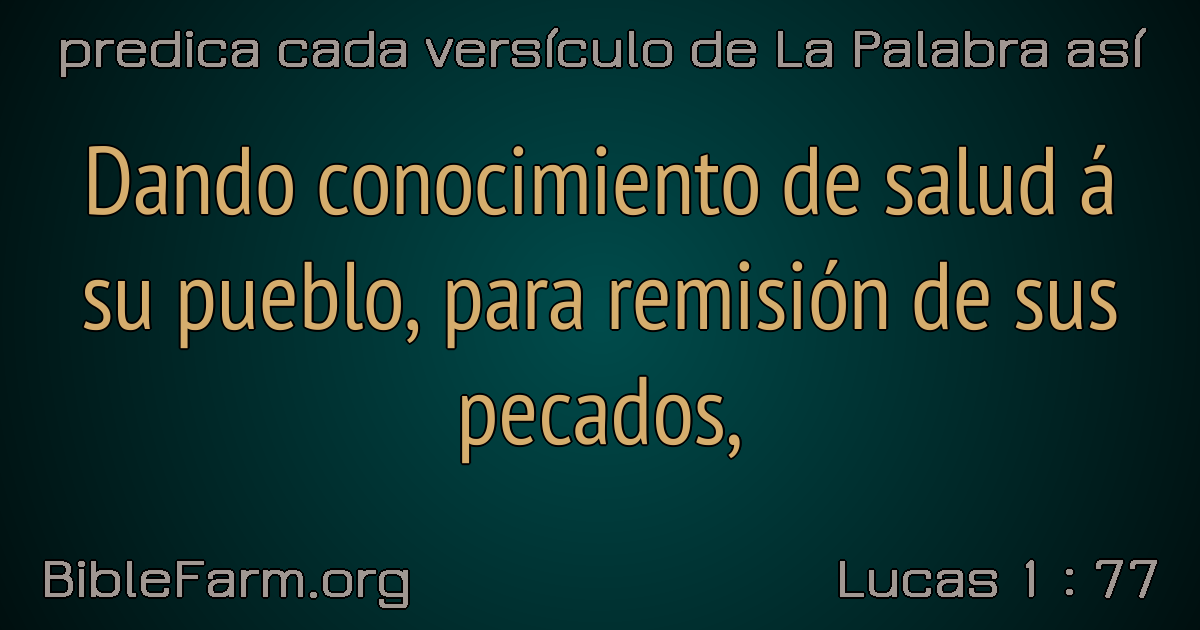 predica cada versículo de La Palabra así
Dando conocimiento de salud á
su pueblo, para remisión de sus
pecados,
BibleFarm.org
Lucas 1 : 77